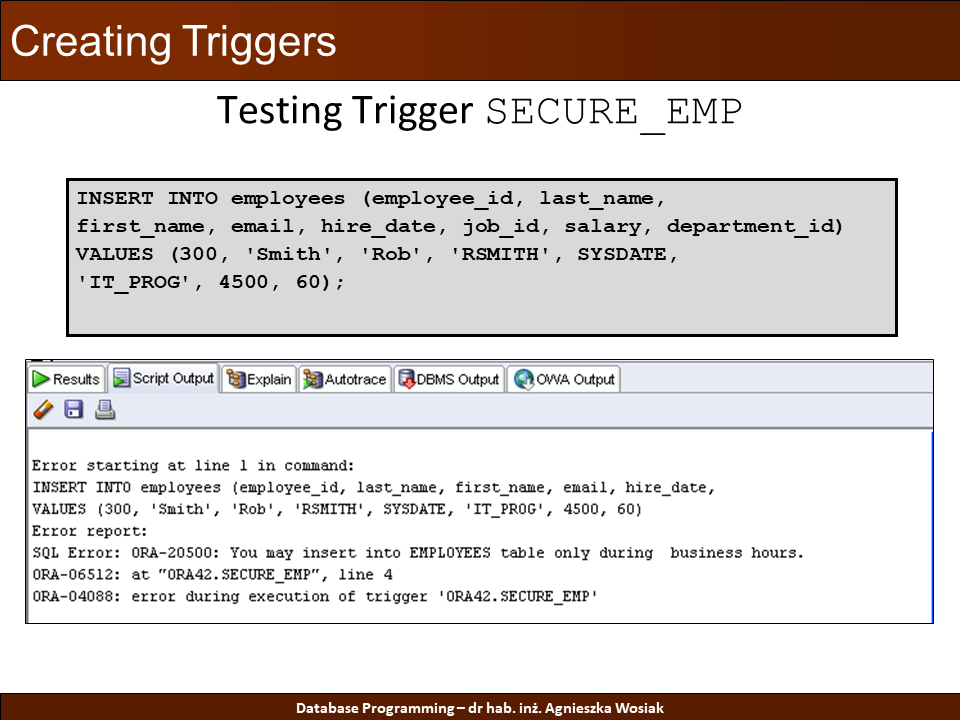 Creating Triggers
Testing Trigger SECURE_EMP
INSERT INTO employees (employee_id, last_name,
first_name, email, hire_date, job_id, salary, department_id)
VALUES (300, 'Smith', 'Rob', 'RSMITH', SYSDATE,
'IT_PROG', 4500, 60);
Results Script Output Explain Autotrace DBMS Output OWA Output
Error starting at line 1 in command:
INSERT INTO employees (employee_id, last_name, first_name, email, hire_date,
VALUES (300, 'Smith', 'Rob', 'RSMITH', SYSDATE, 'IT_PROG', 4500, 60)
Error report:
SQL Error: ORA-20500: You may insert into EMPLOYEES table only during  business hours.
ORA-06512: at "ORA42.SECURE_EMP", line 4
ORA-04088: error during execution of trigger 'ORA42.SECURE_EMP'
Database Programming – dr hab. inż. Agnieszka Wosiak